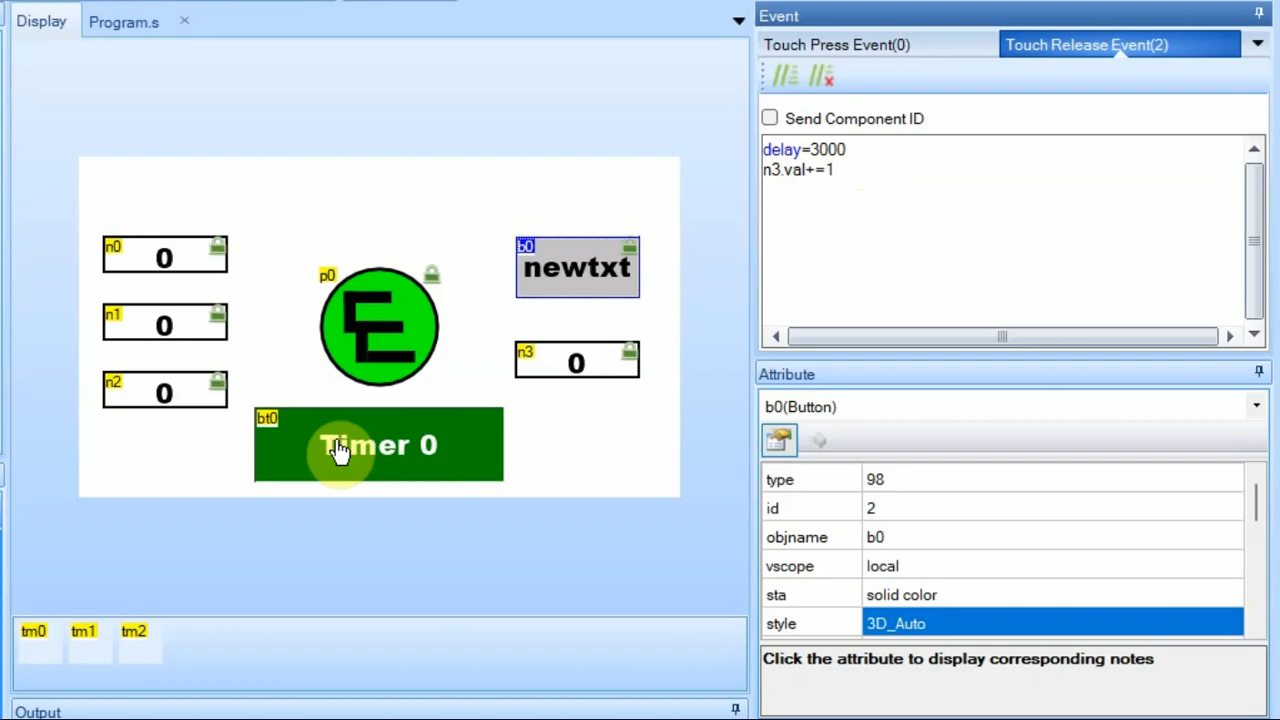 Display
Program.s
Event
Touch Press Event(0)
Touch Release Event(2)
Send Component ID
delay=3000
n3.val+=1
n0
0
n1
0
n2
0
p0
bt0
Timer 0
b0
newtxt
n3
0
tm0
tm1
tm2
Output
Attribute
b0(Button)
type 98
id 2
objname b0
vscope local
sta solid color
style 3D_Auto
Click the attribute to display corresponding notes